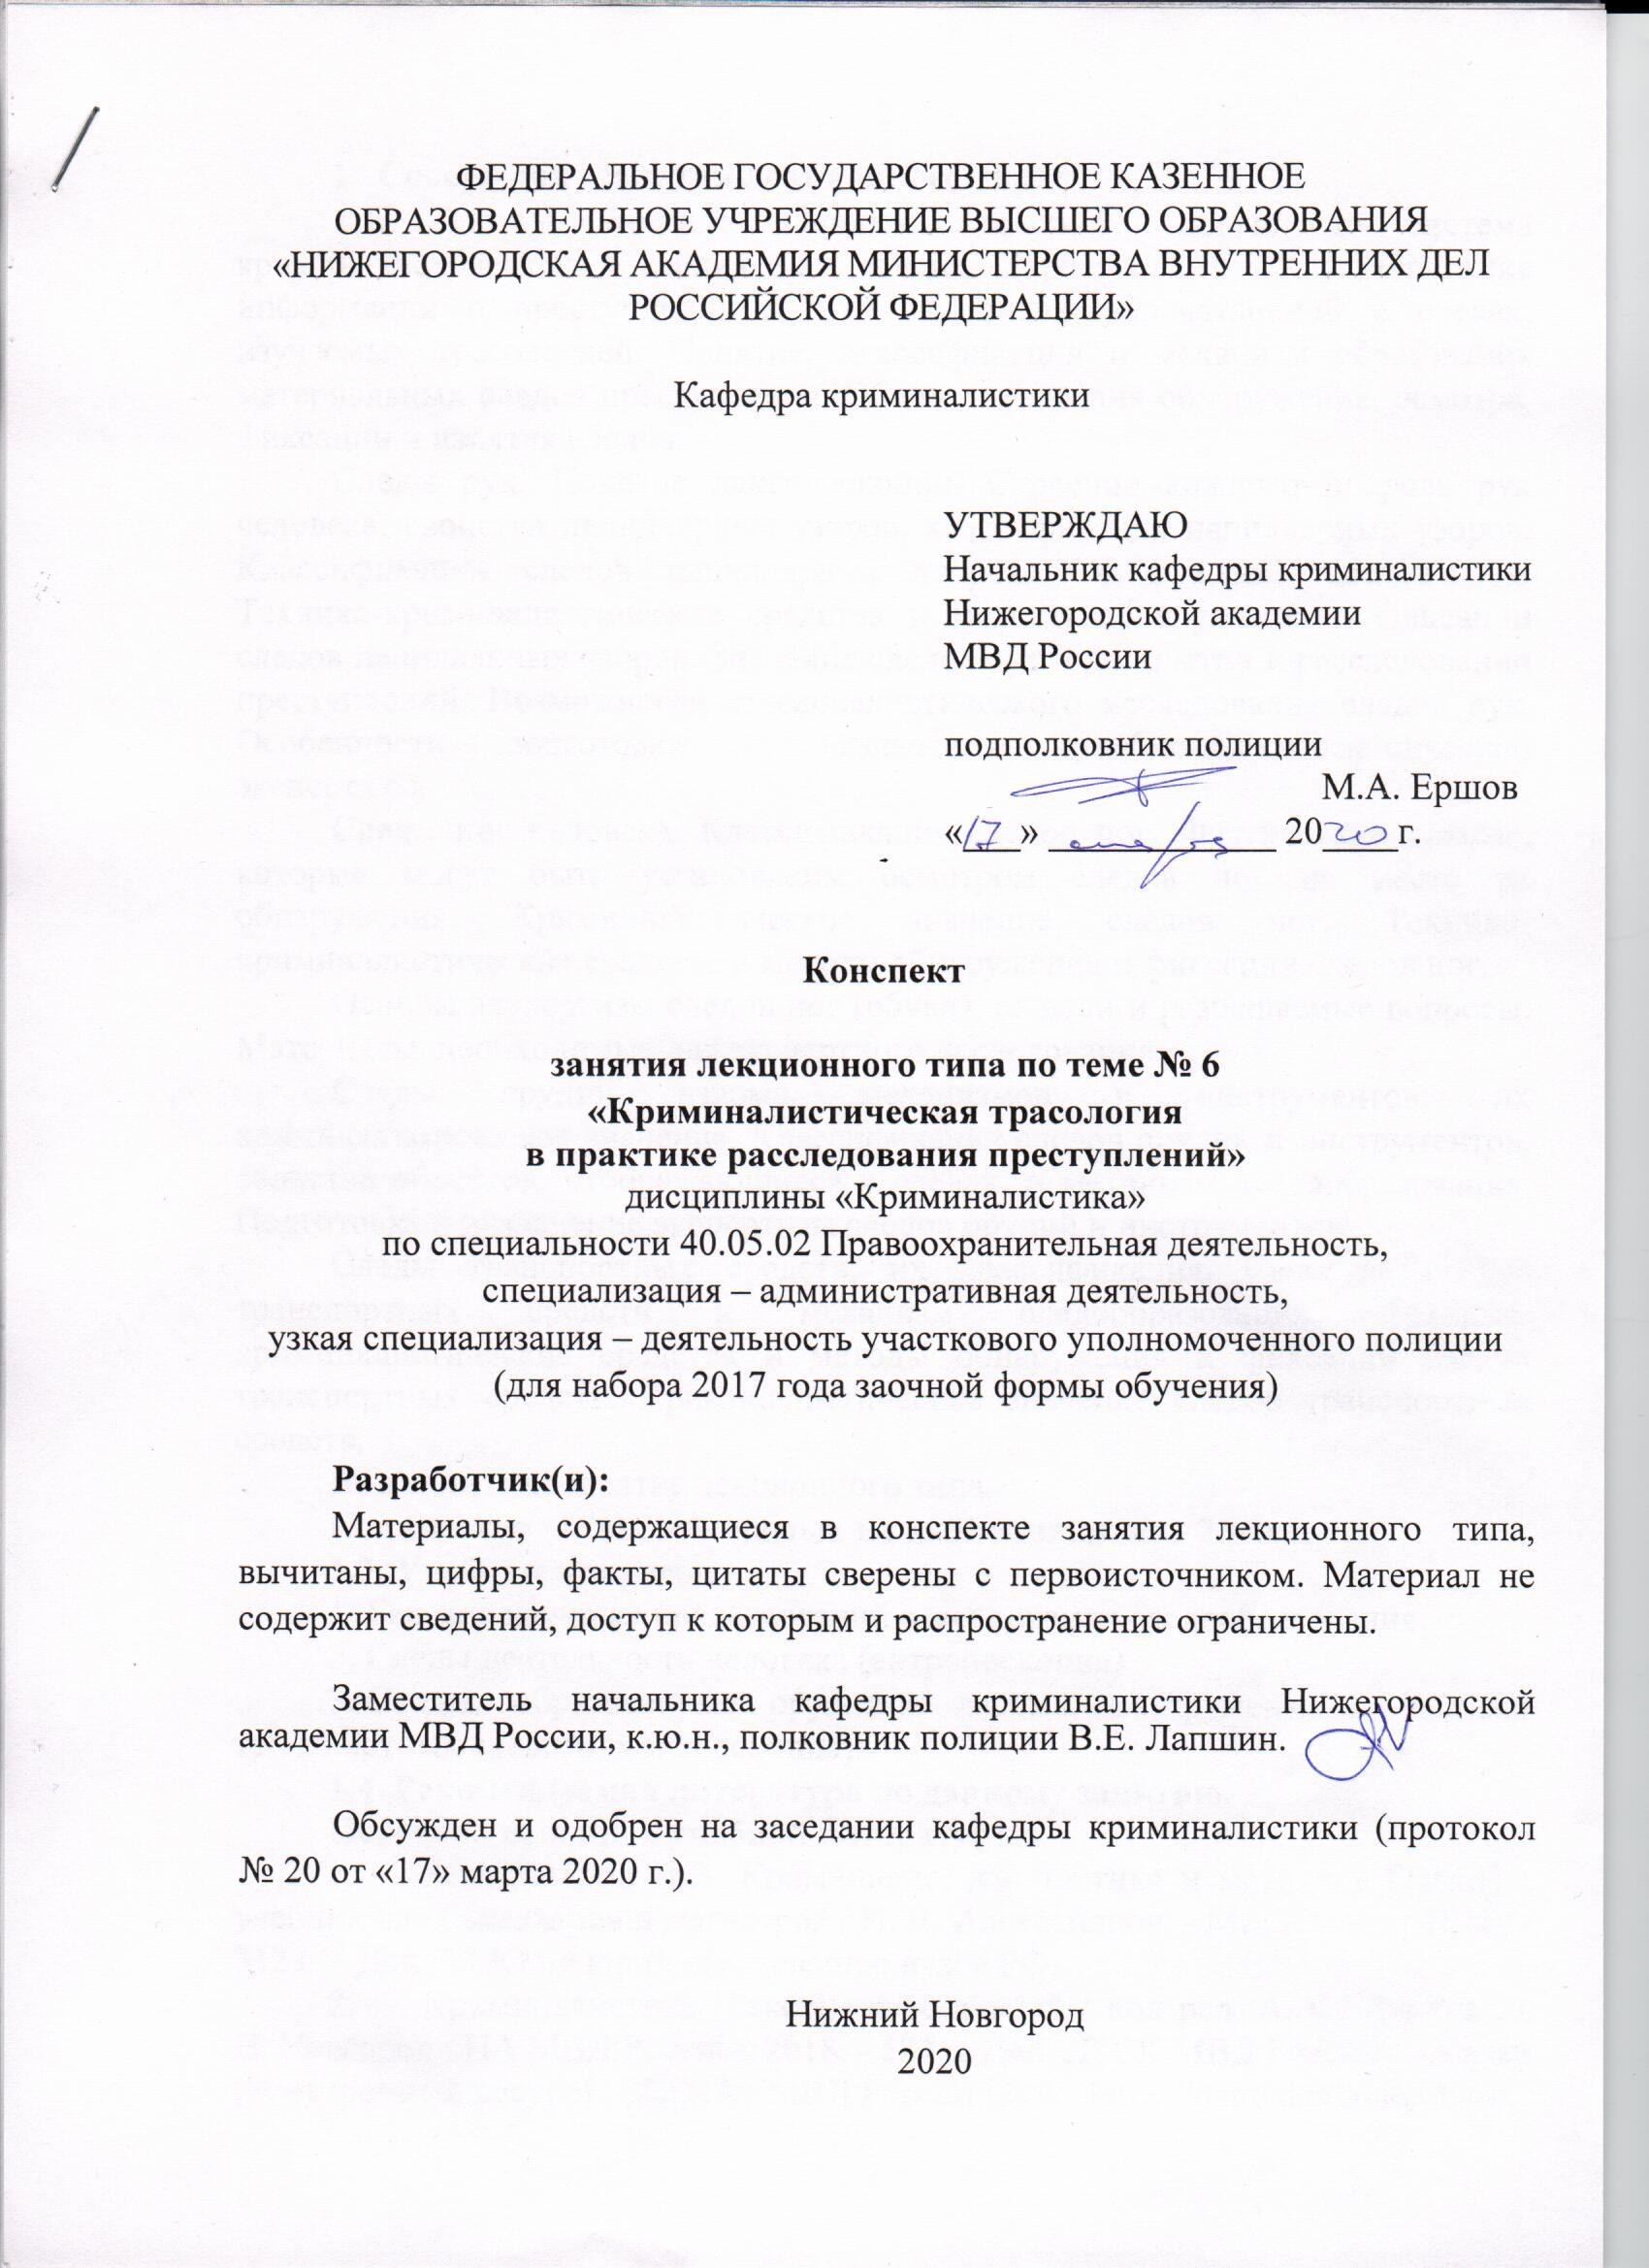 ФЕДЕРАЛЬНОЕ ГОСУДАРСТВЕННОЕ КАЗЕННОЕ
ОБРАЗОВАТЕЛЬНОЕ УЧРЕЖДЕНИЕ ВЫСШЕГО ОБРАЗОВАНИЯ
«НИЖЕГОРОДСКАЯ АКАДЕМИЯ МИНИСТЕРСТВА ВНУТРЕННИХ ДЕЛ
РОССИЙСКОЙ ФЕДЕРАЦИИ»
Кафедра криминалистики
УТВЕРЖДАЮ
Начальник кафедры криминалистики
Нижегородской академии
МВД России
подполковник полиции
М.А. Ершов
«17» 2020 г.
Конспект
занятия лекционного типа по теме № 6
«Криминалистическая трасология
в практике расследования преступлений»
дисциплины «Криминалистика»
по специальности 40.05.02 Правоохранительная деятельность,
специализация – административная деятельность,
узкая специализация – деятельность участкового уполномоченного полиции
(для набора 2017 года заочной формы обучения)
Разработчик(и):
Материалы, содержащиеся в конспекте занятия лекционного типа,
вычитаны, цифры, факты, цитаты сверены с первоисточником. Материал не
содержит сведений, доступ к которым и распространение ограничены.
Заместитель начальника кафедры криминалистики Нижегородской
академии МВД России, к.ю.н., полковник полиции В.Е. Лапшин.
Обсужден и одобрен на заседании кафедры криминалистики (протокол
№ 20 от «17» марта 2020 г.).
Нижний Новгород
2020